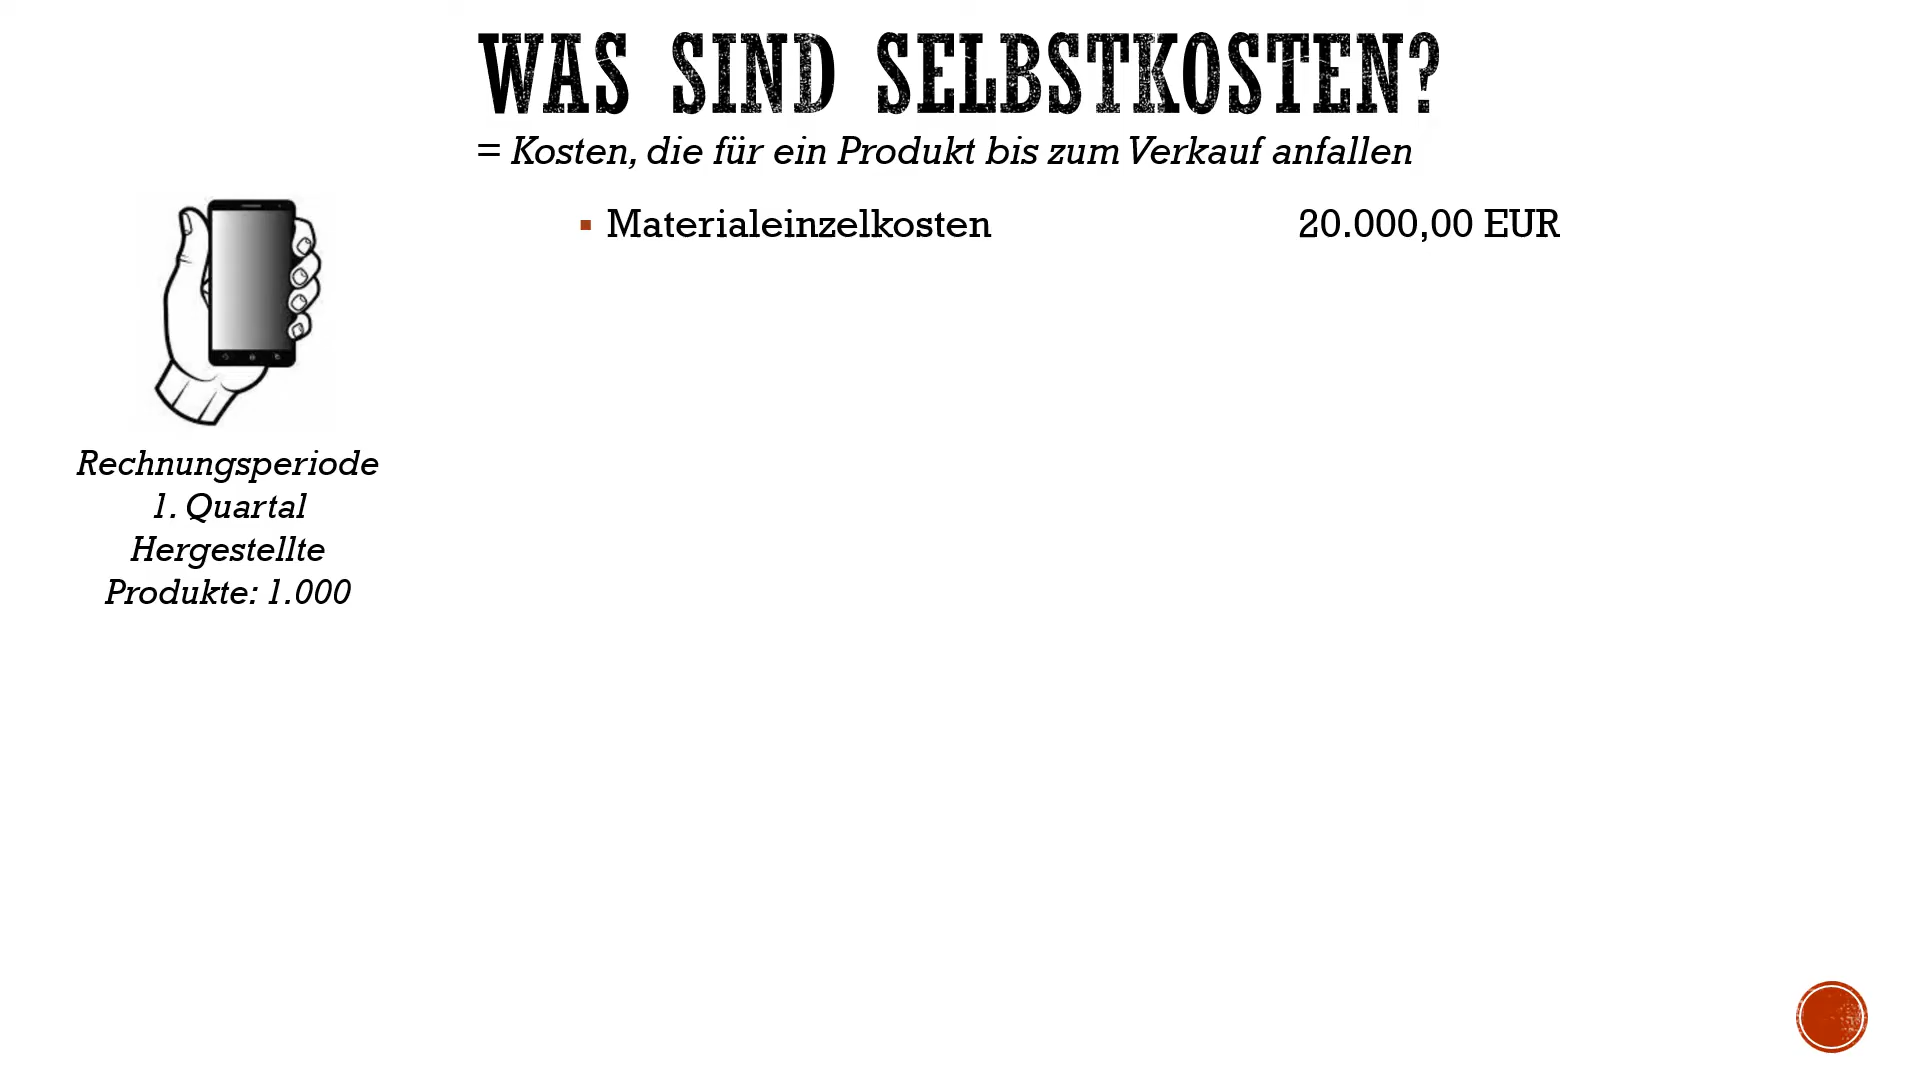 WAS SIND SELBSTKOSTEN?
= Kosten, die für ein Produkt bis zum Verkauf anfallen
▪ Materialeinzelkosten 20.000,00 EUR
Rechnungsperiode
1. Quartal
Hergestellte
Produkte: 1.000